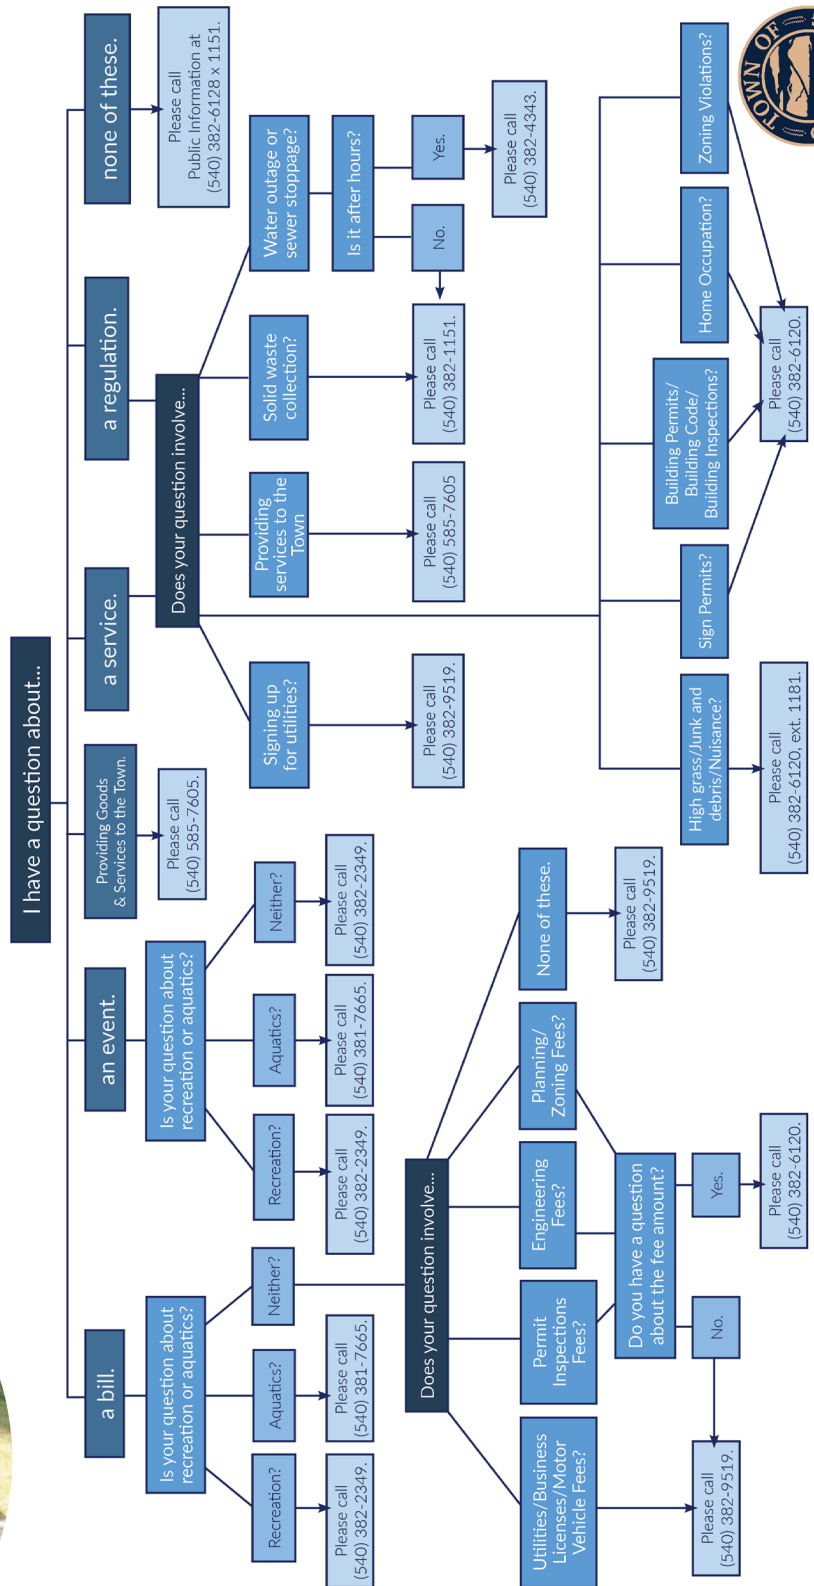 I have a question about...
a bill.
an event.
Providing Goods
& Services to the Town.
a service.
a regulation.
none of these.
Is your question about
recreation or aquatics?
Recreation?
Aquatics?
Neither?
Please call
(540) 382-2349.
Please call
(540) 381-7665.
Does your question involve...
Utilities/Business
Licenses/Motor
Vehicle Fees?
Permit
Inspections
Fees?
Engineering
Fees?
Planning/
Zoning Fees?
None of these.
Do you have a question
about the fee amount?
No.
Yes.
Please call
(540) 382-9519.
Please call
(540) 382-6120.
Please call
(540) 382-9519.
Is your question about
recreation or aquatics?
Recreation?
Aquatics?
Neither?
Please call
(540) 382-2349.
Please call
(540) 381-7665.
Please call
(540) 382-2349.
Please call
(540) 585-7605.
Does your question involve...
Signing up
for utilities?
Providing
services to the
Town
Solid waste
collection?
Water outage or
sewer stoppage?
Is it after hours?
No.
Yes.
Please call
(540) 382-9519.
Please call
(540) 585-7605
Please call
(540) 382-1151.
Please call
(540) 382-4343.
High grass/Junk and
debris/Nuisance?
Sign Permits?
Building Permits/
Building Code/
Building Inspections?
Home Occupation?
Zoning Violations?
Please call
(540) 382-6120, ext. 1181.
Please call
(540) 382-6120.
Please call
Public Information at
(540) 382-6128 x 1151.
TOWN OF